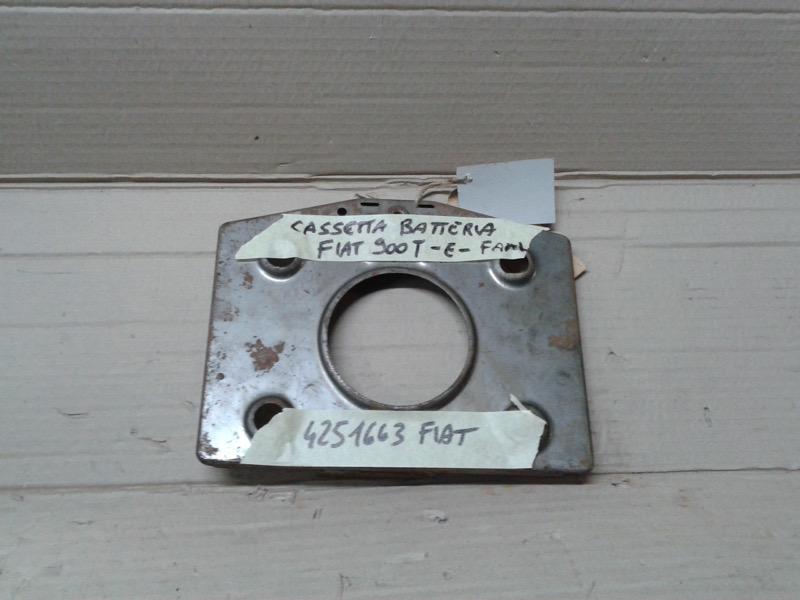 CASSETTA BATTERIA
FIAT 900T-E- FAM
4251663 FIAT